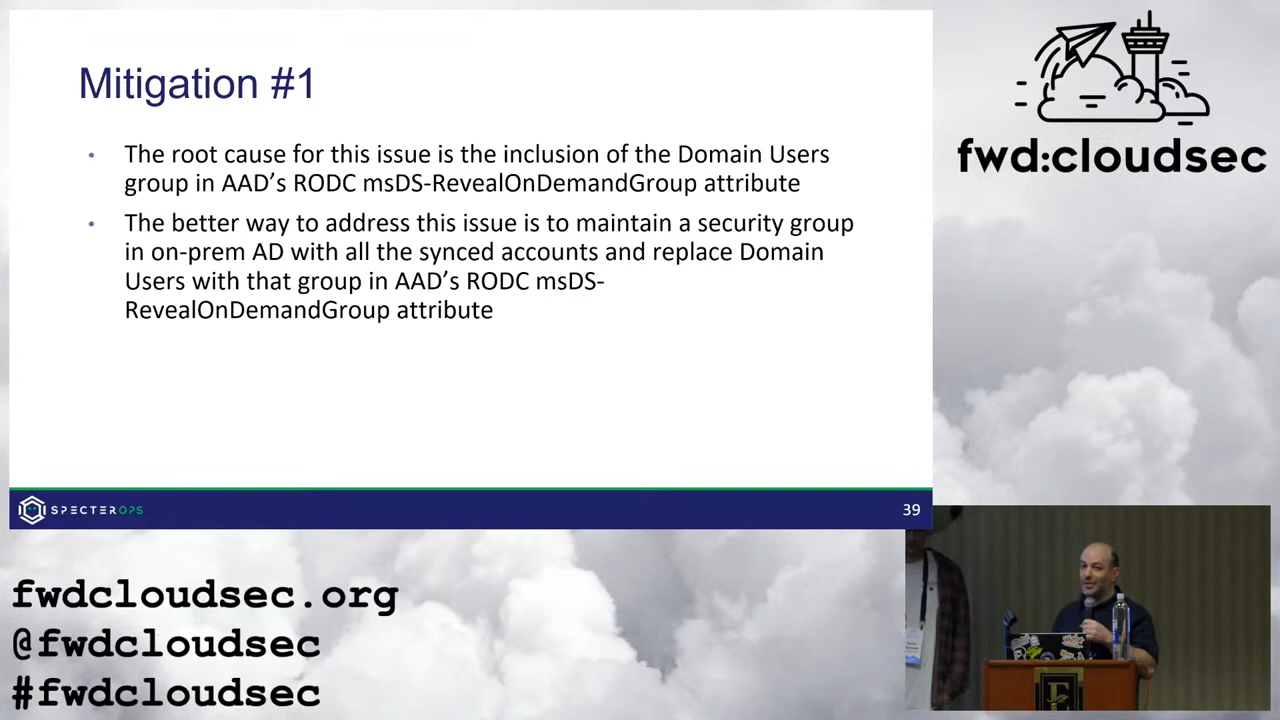 Mitigation #1
• The root cause for this issue is the inclusion of the Domain Users
group in AAD's RODC msDS-RevealOnDemandGroup attribute
• The better way to address this issue is to maintain a security group
in on-prem AD with all the synced accounts and replace Domain
Users with that group in AAD's RODC msDS-
RevealOnDemandGroup attribute
SPECTEROPS
39
fwd:cloudsec
fwdcloudsec.org
@fwdcloudsec
#fwdcloudsec